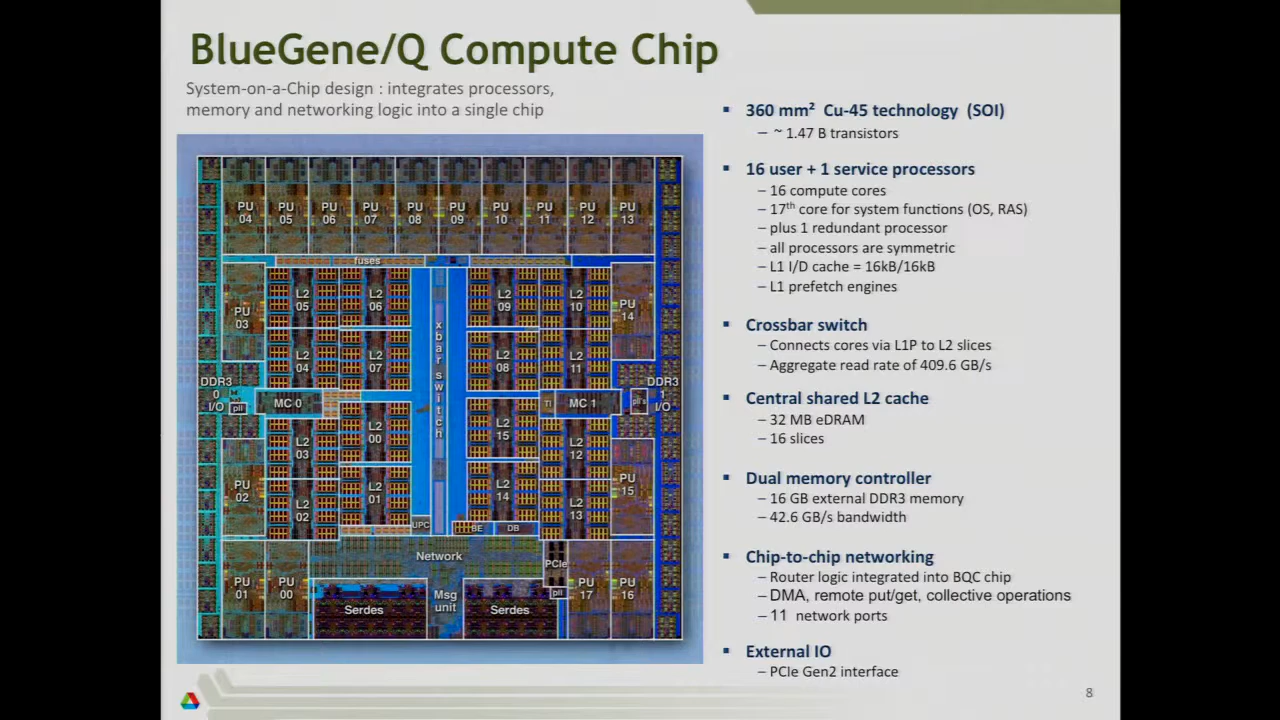 BlueGene/Q Compute Chip
System-on-a-Chip design : integrates processors,
memory and networking logic into a single chip
PU 04
PU 05
PU 06
PU 07
PU 08
PU 09
PU 10
PU 11
PU 12
PU 13
fuses
PU 03
L2 05
L2 06
L2 09
L2 10
PU 14
xbar switch
L2 04
L2 07
L2 08
L2 11
DDR3 0 I/O
pll
MC 0
TI
MC 1
pll's
DDR3 1 I/O
L2 03
L2 00
L2 15
L2 12
PU 02
L2 02
L2 01
L2 14
L2 13
PU 15
UPC
BE
DB
Network
PCIe
PU 01
PU 00
Serdes
Msg unit
Serdes
pll
PU 17
PU 16
▪ 360 mm² Cu-45 technology (SOI)
– ~ 1.47 B transistors
▪ 16 user + 1 service processors
– 16 compute cores
– 17th core for system functions (OS, RAS)
– plus 1 redundant processor
– all processors are symmetric
– L1 I/D cache = 16kB/16kB
– L1 prefetch engines
▪ Crossbar switch
– Connects cores via L1P to L2 slices
– Aggregate read rate of 409.6 GB/s
▪ Central shared L2 cache
– 32 MB eDRAM
– 16 slices
▪ Dual memory controller
– 16 GB external DDR3 memory
– 42.6 GB/s bandwidth
▪ Chip-to-chip networking
– Router logic integrated into BQC chip
– DMA, remote put/get, collective operations
– 11 network ports
▪ External IO
– PCIe Gen2 interface
8